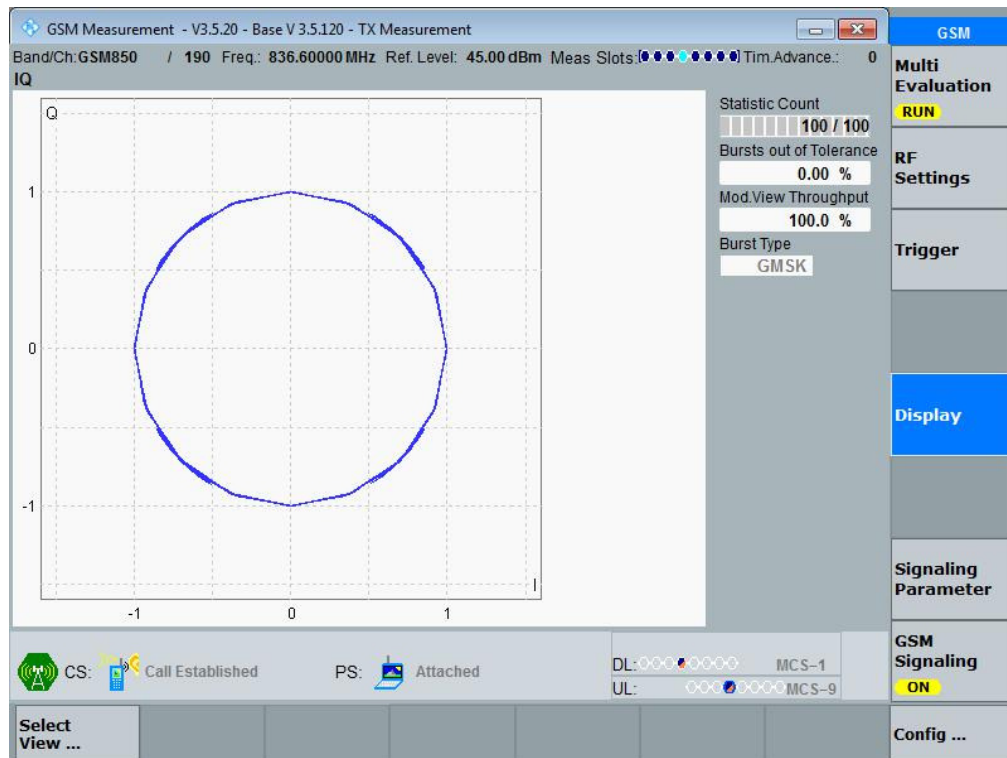 GSM Measurement - V3.5.20 - Base V 3.5.120 - TX Measurement
GSM
Band/Ch:GSM850 / 190 Freq.: 836.60000 MHz Ref. Level: 45.00 dBm Meas Slots: Tim.Advance.: 0
IQ
Multi
Evaluation
RUN
Q
Statistic Count
100 / 100
Bursts out of Tolerance
0.00 %
RF
Settings
Mod.View Throughput
100.0 %
1
Burst Type
GMSK
Trigger
0
Display
-1
I
-1 0 1
Signaling
Parameter
CS: Call Established PS: Attached
DL: MCS-1
UL: MCS-9
GSM
Signaling
ON
Select
View ...
Config ...